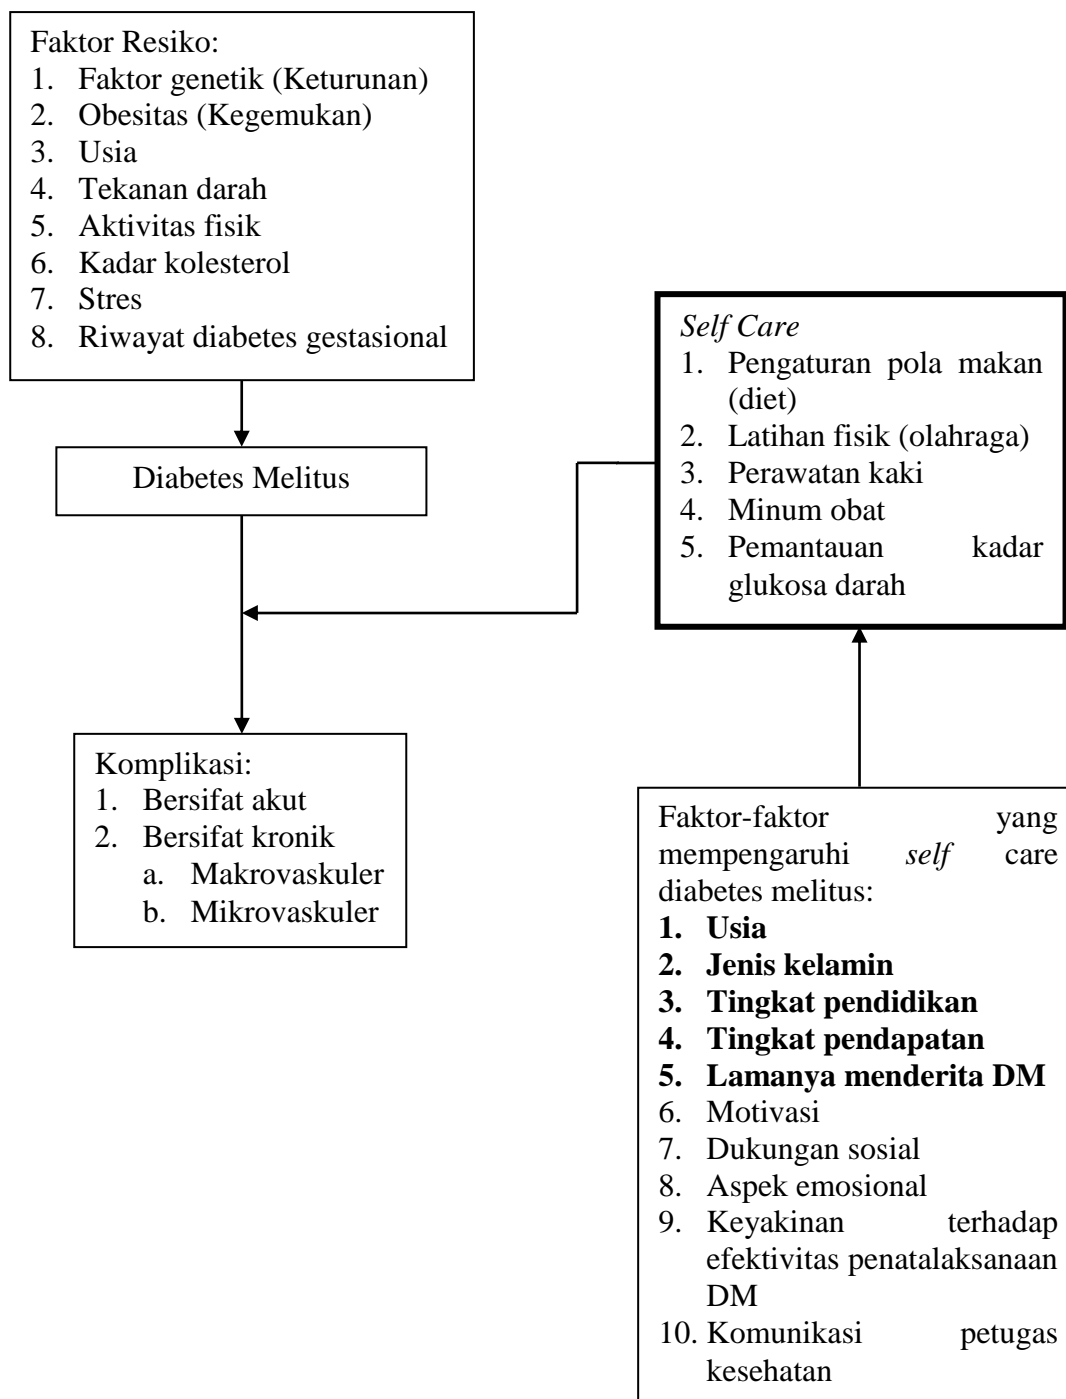 Faktor Resiko:
1. Faktor genetik (Keturunan)
2. Obesitas (Kegemukan)
3. Usia
4. Tekanan darah
5. Aktivitas fisik
6. Kadar kolesterol
7. Stres
8. Riwayat diabetes gestasional
Diabetes Melitus
Self Care
1. Pengaturan pola makan
(diet)
2. Latihan fisik (olahraga)
3. Perawatan kaki
4. Minum obat
5. Pemantauan kadar
glukosa darah
Komplikasi:
1. Bersifat akut
2. Bersifat kronik
a. Makrovaskuler
b. Mikrovaskuler
Faktor-faktor yang
mempengaruhi self care
diabetes melitus:
1. Usia
2. Jenis kelamin
3. Tingkat pendidikan
4. Tingkat pendapatan
5. Lamanya menderita DM
6. Motivasi
7. Dukungan sosial
8. Aspek emosional
9. Keyakinan terhadap
efektivitas penatalaksanaan
DM
10. Komunikasi petugas
kesehatan